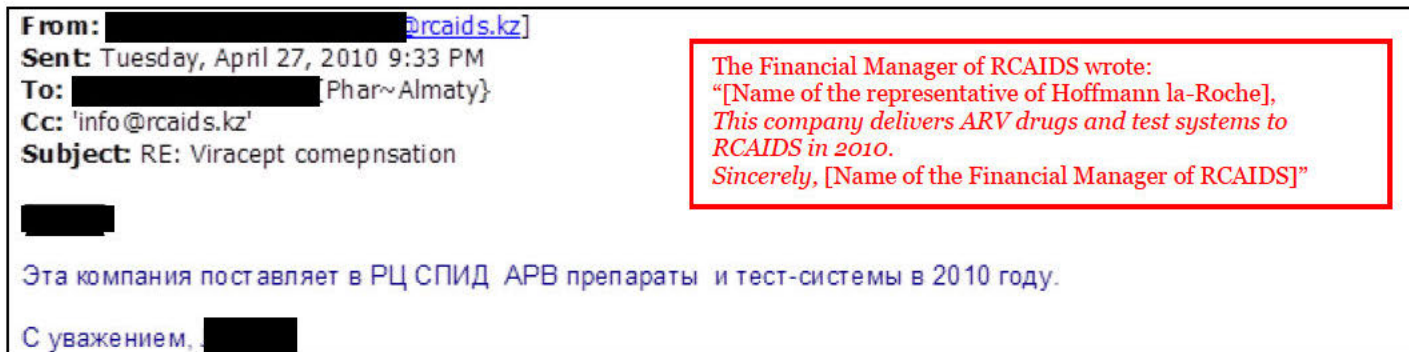 From: @rcaids.kz]
Sent: Tuesday, April 27, 2010 9:33 PM
To: [Phar~Almaty}
Cc: 'info@rcaids.kz'
Subject: RE: Viracept comepnsation
The Financial Manager of RCAIDS wrote:
“[Name of the representative of Hoffmann la-Roche],
This company delivers ARV drugs and test systems to
RCAIDS in 2010.
Sincerely, [Name of the Financial Manager of RCAIDS]”
Эта компания поставляет в РЦ СПИД АРВ препараты и тест-системы в 2010 году.
С уважением,